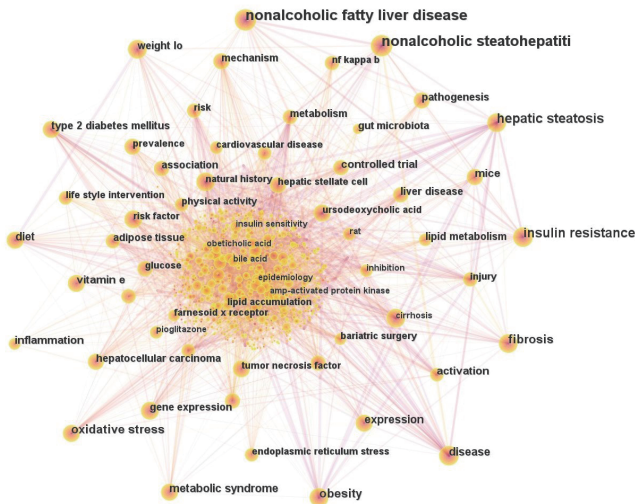 nonalcoholic fatty liver disease
nonalcoholic steatohepatiti
weight lo
mechanism
nf kappa b
pathogenesis
risk
metabolism
hepatic steatosis
type 2 diabetes mellitus
gut microbiota
prevalence
cardiovascular disease
association
controlled trial
mice
natural history
hepatic stellate cell
life style intervention
physical activity
liver disease
risk factor
ursodeoxycholic acid
insulin sensitivity
diet
adipose tissue
obeticholic acid
rat
lipid metabolism
insulin resistance
bile acid
glucose
inhibition
vitamin e
epidemiology
injury
amp-activated protein kinase
lipid accumulation
farnesoid x receptor
cirrhosis
pioglitazone
inflammation
bariatric surgery
fibrosis
hepatocellular carcinoma
tumor necrosis factor
activation
gene expression
expression
oxidative stress
endoplasmic reticulum stress
disease
metabolic syndrome
obesity